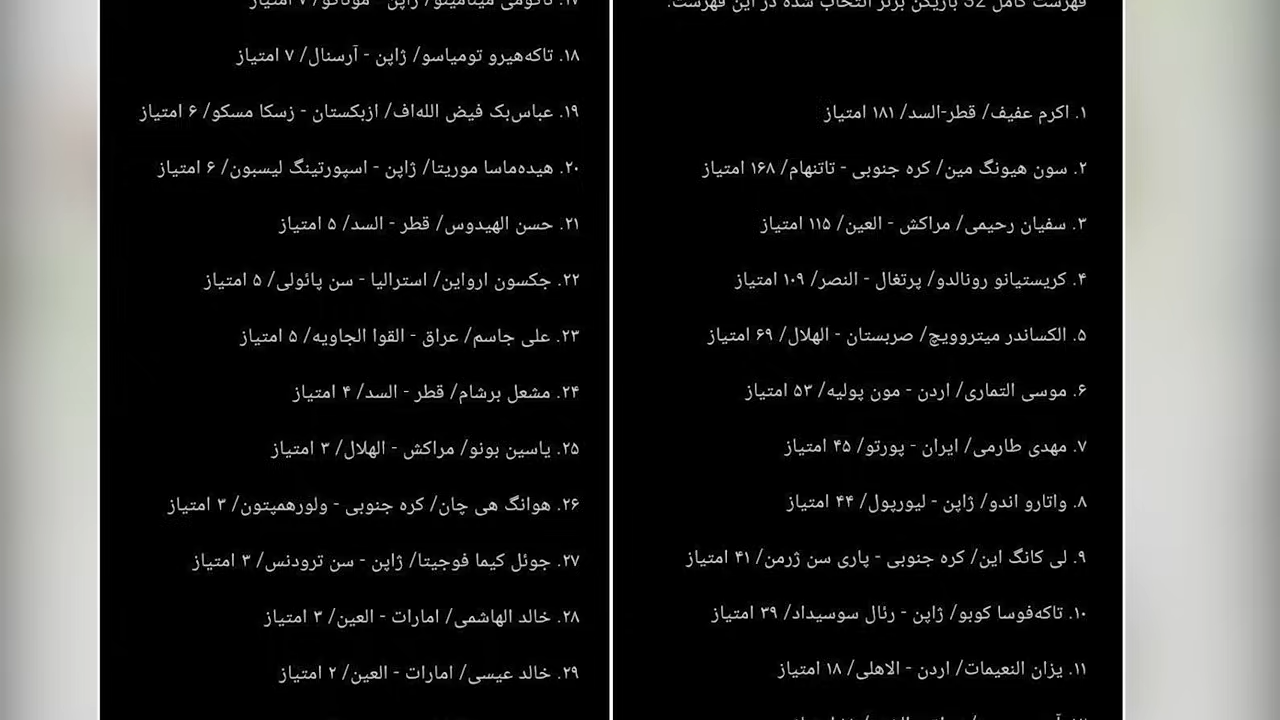 فهرست کامل 32 بازیکن برتر انتخاب شده در این فهرست:
۱. اکرم عفیف/ قطر-السد/ ۱۸۱ امتیاز
۲. سون هیونگ مین/ کره جنوبی - تاتنهام/ ۱۶۸ امتیاز
۳. سفیان رحیمی/ مراکش - العین/ ۱۱۵ امتیاز
۴. کریستیانو رونالدو/ پرتغال - النصر/ ۱۰۹ امتیاز
۵. الکساندر میتروویچ/ صربستان - الهلال/ ۶۹ امتیاز
۶. موسی التماری/ اردن - مون پولیه/ ۵۳ امتیاز
۷. مهدی طارمی/ ایران - پورتو/ ۴۵ امتیاز
۸. واتارو اندو/ ژاپن - لیورپول/ ۴۴ امتیاز
۹. لی کانگ این/ کره جنوبی - پاری سن ژرمن/ ۴۱ امتیاز
۱۰. تاکه‌فوسا کوبو/ ژاپن - رئال سوسیداد/ ۳۹ امتیاز
۱۱. یزان النعیمات/ اردن - الاهلی/ ۱۸ امتیاز
۱۷. تاکومی مینامینو/ ژاپن - موناکو/ ۷ امتیاز
۱۸. تاکه‌هیرو تومیاسو/ ژاپن - آرسنال/ ۷ امتیاز
۱۹. عباس‌بک فیض الله‌اف/ ازبکستان - زسکا مسکو/ ۶ امتیاز
۲۰. هیده‌ماسا موریتا/ ژاپن - اسپورتینگ لیسبون/ ۶ امتیاز
۲۱. حسن الهیدوس/ قطر - السد/ ۵ امتیاز
۲۲. جکسون ارواین/ استرالیا - سن پائولی/ ۵ امتیاز
۲۳. علی جاسم/ عراق - القوا الجاویه/ ۵ امتیاز
۲۴. مشعل برشام/ قطر - السد/ ۴ امتیاز
۲۵. یاسین بونو/ مراکش - الهلال/ ۳ امتیاز
۲۶. هوانگ هی چان/ کره جنوبی - ولورهمپتون/ ۳ امتیاز
۲۷. جوئل کیما فوجیتا/ ژاپن - سن ترودنس/ ۳ امتیاز
۲۸. خالد الهاشمی/ امارات - العین/ ۳ امتیاز
۲۹. خالد عیسی/ امارات - العین/ ۲ امتیاز